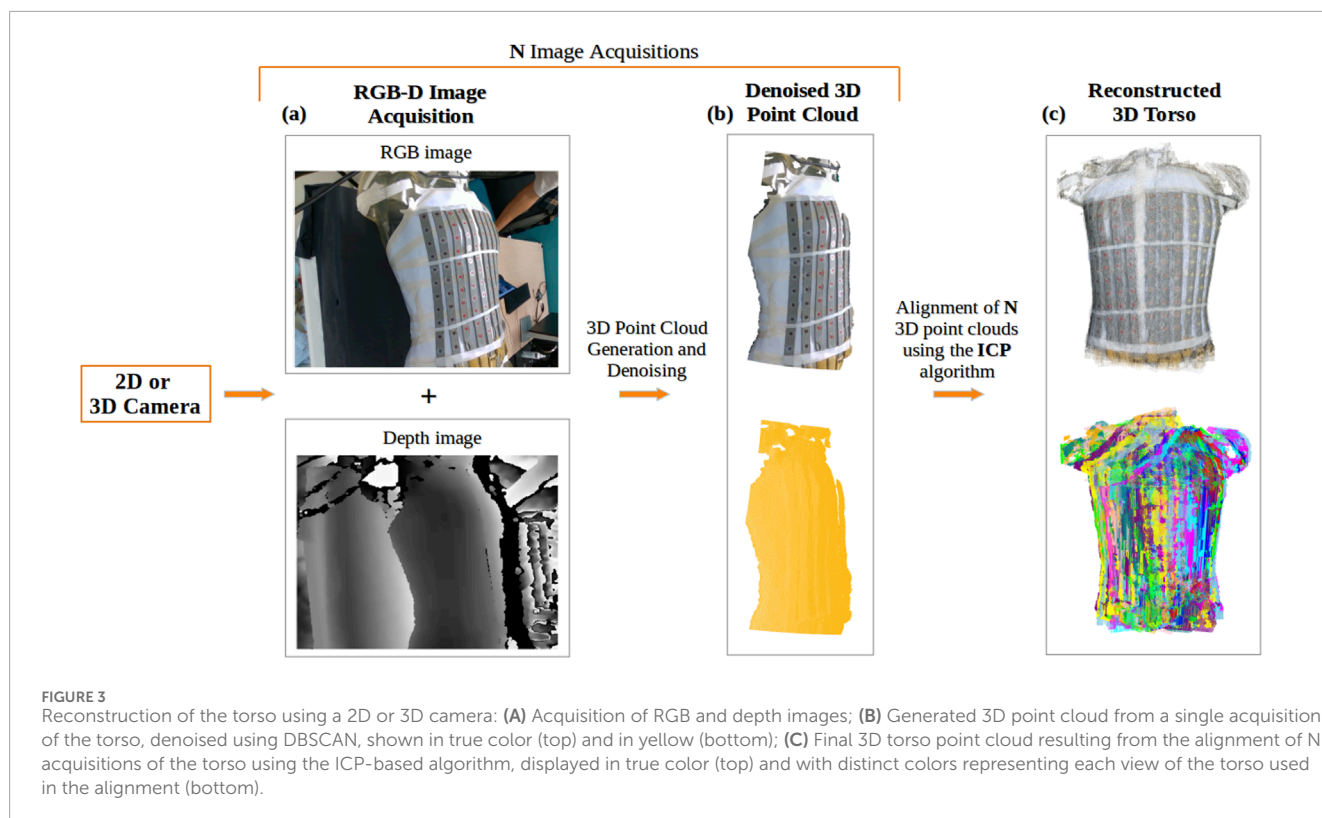 N Image Acquisitions
(a)
RGB-D Image
Acquisition
RGB image
+
Depth image
2D or
3D Camera
3D Point Cloud
Generation and
Denoising
(b)
Denoised 3D
Point Cloud
Alignment of N
3D point clouds
using the ICP
algorithm
(c)
Reconstructed
3D Torso
FIGURE 3
Reconstruction of the torso using a 2D or 3D camera: (A) Acquisition of RGB and depth images; (B) Generated 3D point cloud from a single acquisition
of the torso, denoised using DBSCAN, shown in true color (top) and in yellow (bottom); (C) Final 3D torso point cloud resulting from the alignment of N
acquisitions of the torso using the ICP-based algorithm, displayed in true color (top) and with distinct colors representing each view of the torso used
in the alignment (bottom).